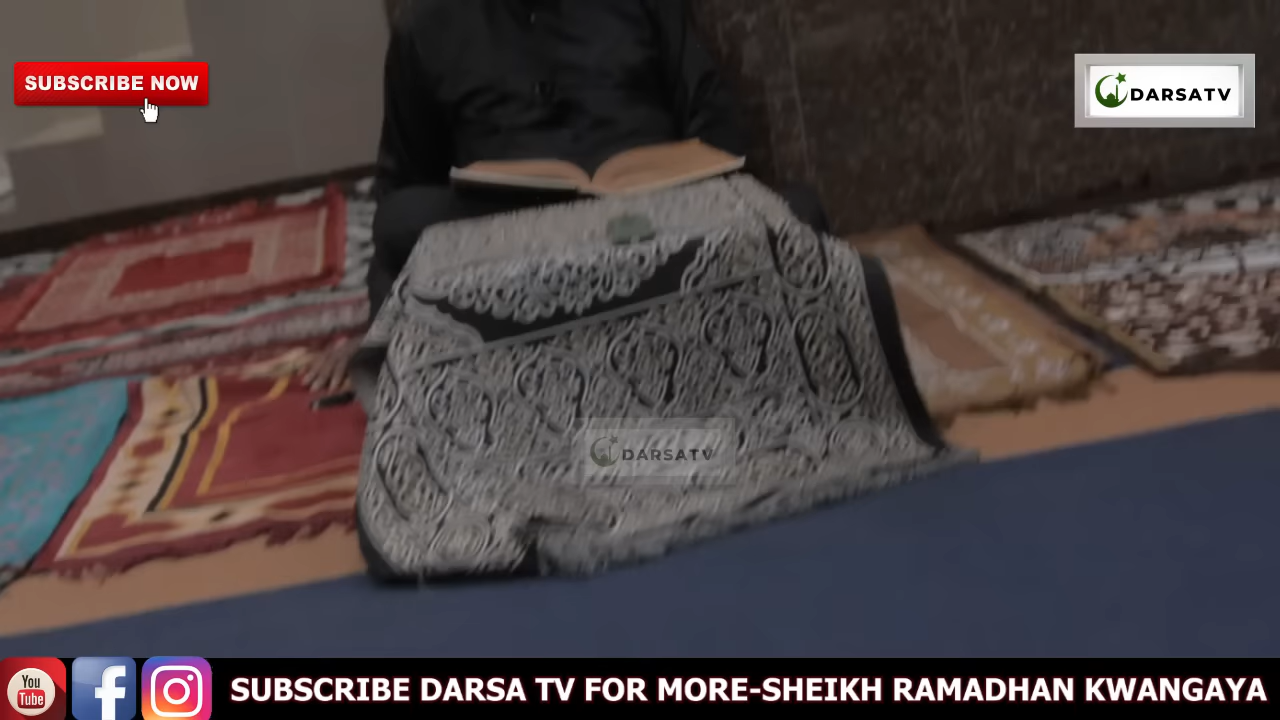 SUBSCRIBE NOW
DARSATV
DARSATV
You
Tube
SUBSCRIBE DARSA TV FOR MORE-SHEIKH RAMADHAN KWANGAYA